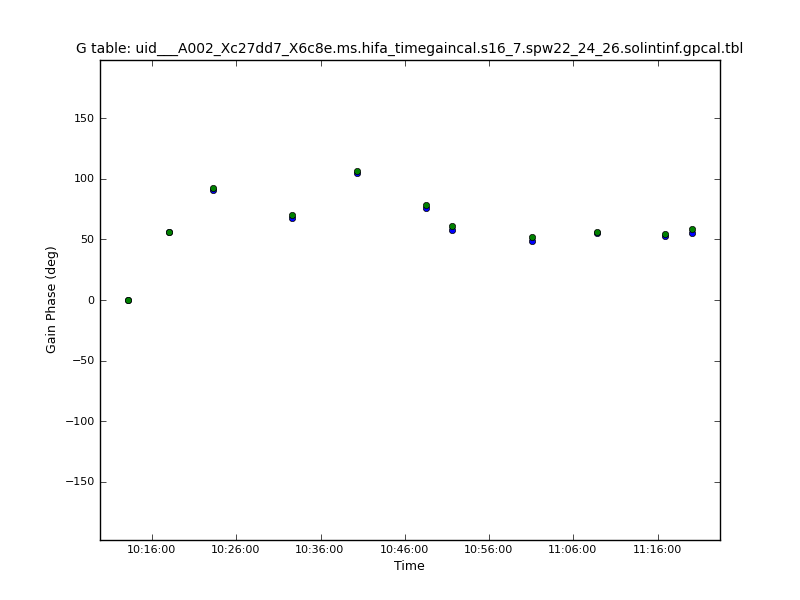 G table: uid___A002_Xc27dd7_X6c8e.ms.hifa_timegaincal.s16_7.spw22_24_26.solintinf.gpcal.tbl
150
100
50
0
−50
−100
−150
Gain Phase (deg)
10:16:00 10:26:00 10:36:00 10:46:00 10:56:00 11:06:00 11:16:00
Time